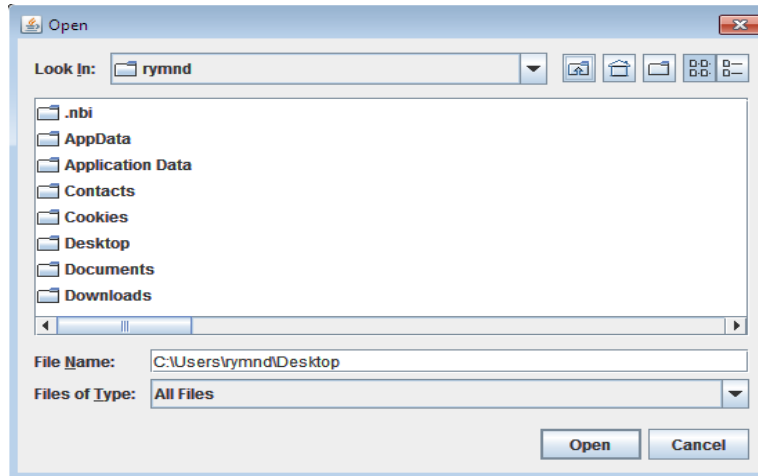 Open
Look In: rymnd
.nbi
AppData
Application Data
Contacts
Cookies
Desktop
Documents
Downloads
File Name: C:\Users\rymnd\Desktop
Files of Type: All Files
Open Cancel